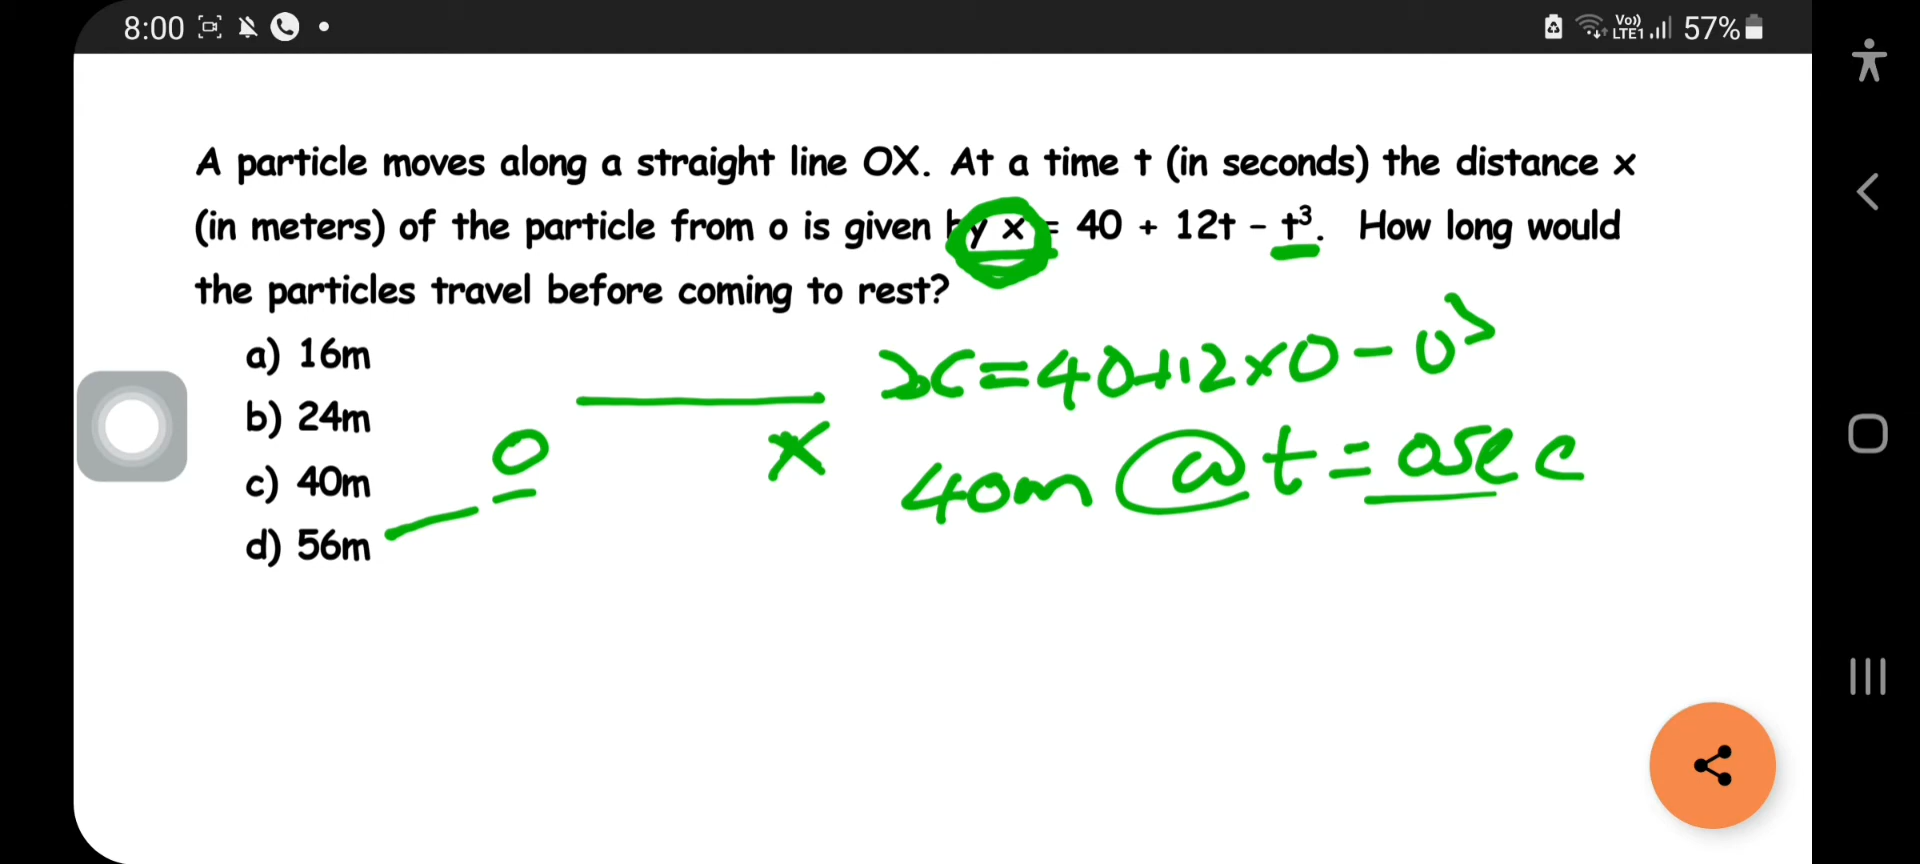 8:00
Vo)) LTE1 57%
A particle moves along a straight line OX. At a time t (in seconds) the distance x
(in meters) of the particle from o is given by x = 40 + 12t - t³. How long would
the particles travel before coming to rest?
a) 16m
b) 24m
c) 40m
d) 56m
x=40+12×0-0³
O X
40m @ t=0sec